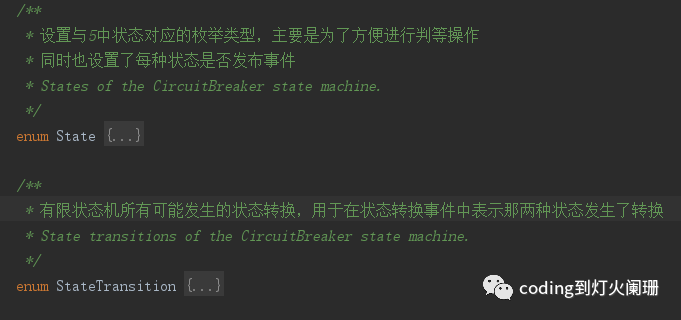 /**
* 设置与5中状态对应的枚举类型，主要是为了方便进行判等操作
* 同时也设置了每种状态是否发布事件
* States of the CircuitBreaker state machine.
*/
enum State {...}
/**
* 有限状态机所有可能发生的状态转换，用于在状态转换事件中表示那两种状态发生了转换
* State transitions of the CircuitBreaker state machine.
*/
enum StateTransition {...}
coding到灯火阑珊